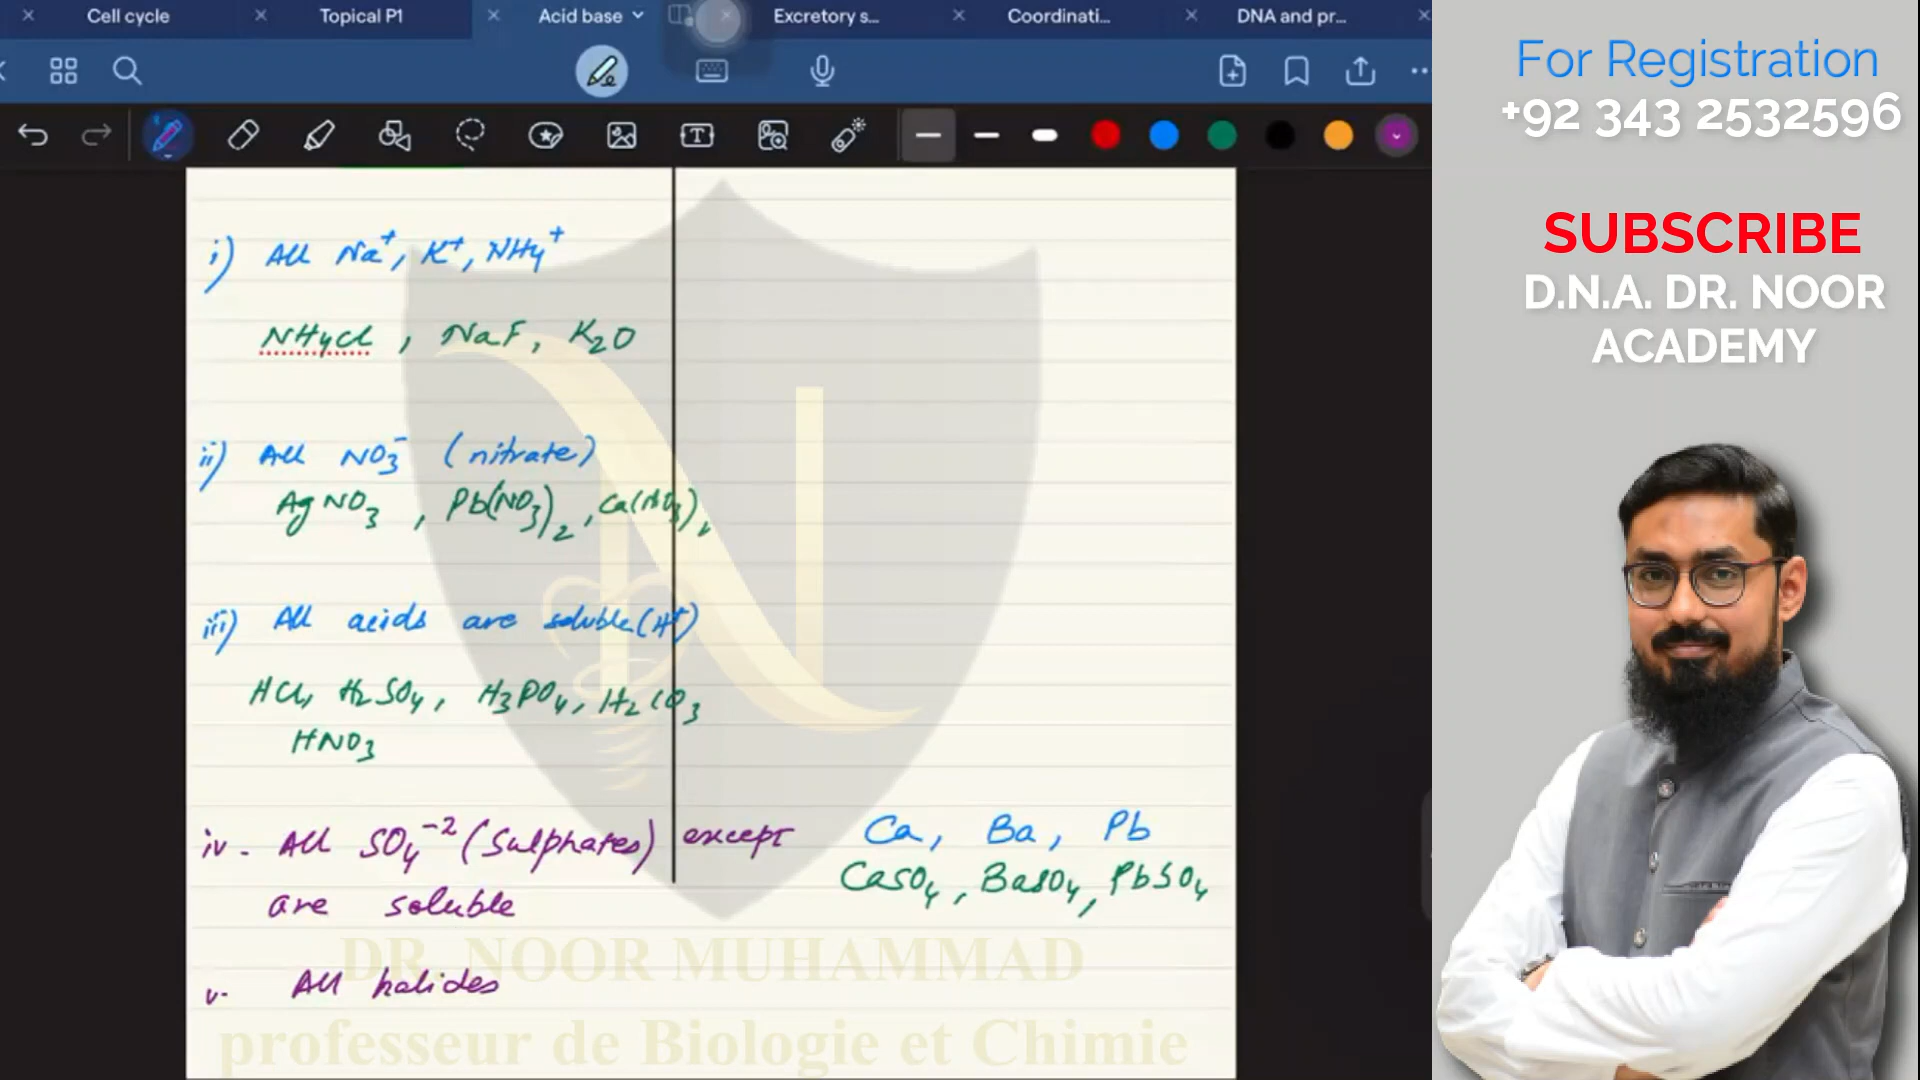 Cell cycle
Topical P1
Acid base
Excretory s...
Coordinati...
DNA and pr...
i) All Na⁺, K⁺, NH₄⁺
NH₄Cl, NaF, K₂O
ii) All NO₃⁻ (nitrate)
AgNO₃, Pb(NO₃)₂, Ca(NO₃)₂
iii) All acids are soluble (H⁺)
HCl, H₂SO₄, H₃PO₄, H₂CO₃
HNO₃
iv. All SO₄⁻² (Sulphates) except Ca, Ba, Pb
CaSO₄, BaSO₄, PbSO₄
are soluble
v. All halides
DR. NOOR MUHAMMAD
professeur de Biologie et Chimie
For Registration
+92 343 2532596
SUBSCRIBE
D.N.A. DR. NOOR
ACADEMY